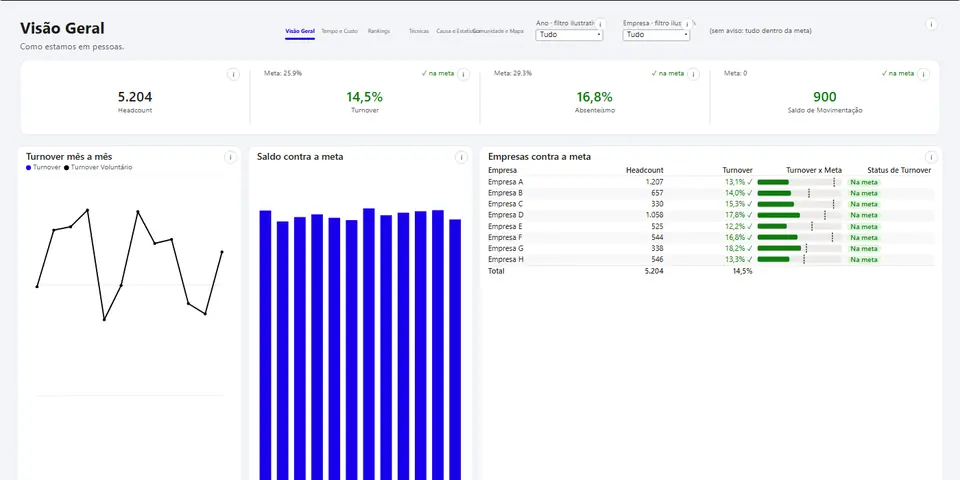 Visão Geral
Como estamos em pessoas.
Visão Geral Tempo e Custo Rankings Técnicas Causa e Estatística Comunidade e Mapa
Ano - filtro ilustrati
Tudo
Empresa - filtro ilus
Tudo
(sem aviso: tudo dentro da meta)
5.204
Headcount
Meta: 25,9% ✓ na meta
14,5%
Turnover
Meta: 29,3% ✓ na meta
16,8%
Absenteísmo
Meta: 0 ✓ na meta
900
Saldo de Movimentação
Turnover mês a mês
Turnover Turnover Voluntário
Saldo contra a meta
Empresas contra a meta
Empresa Headcount Turnover Turnover x Meta Status de Turnover
Empresa A 1.207 13,1% ✓ Na meta
Empresa B 657 14,0% ✓ Na meta
Empresa C 330 15,3% ✓ Na meta
Empresa D 1.058 17,8% ✓ Na meta
Empresa E 525 12,2% ✓ Na meta
Empresa F 544 16,8% ✓ Na meta
Empresa G 338 18,2% ✓ Na meta
Empresa H 546 13,3% ✓ Na meta
Total 5.204 14,5%